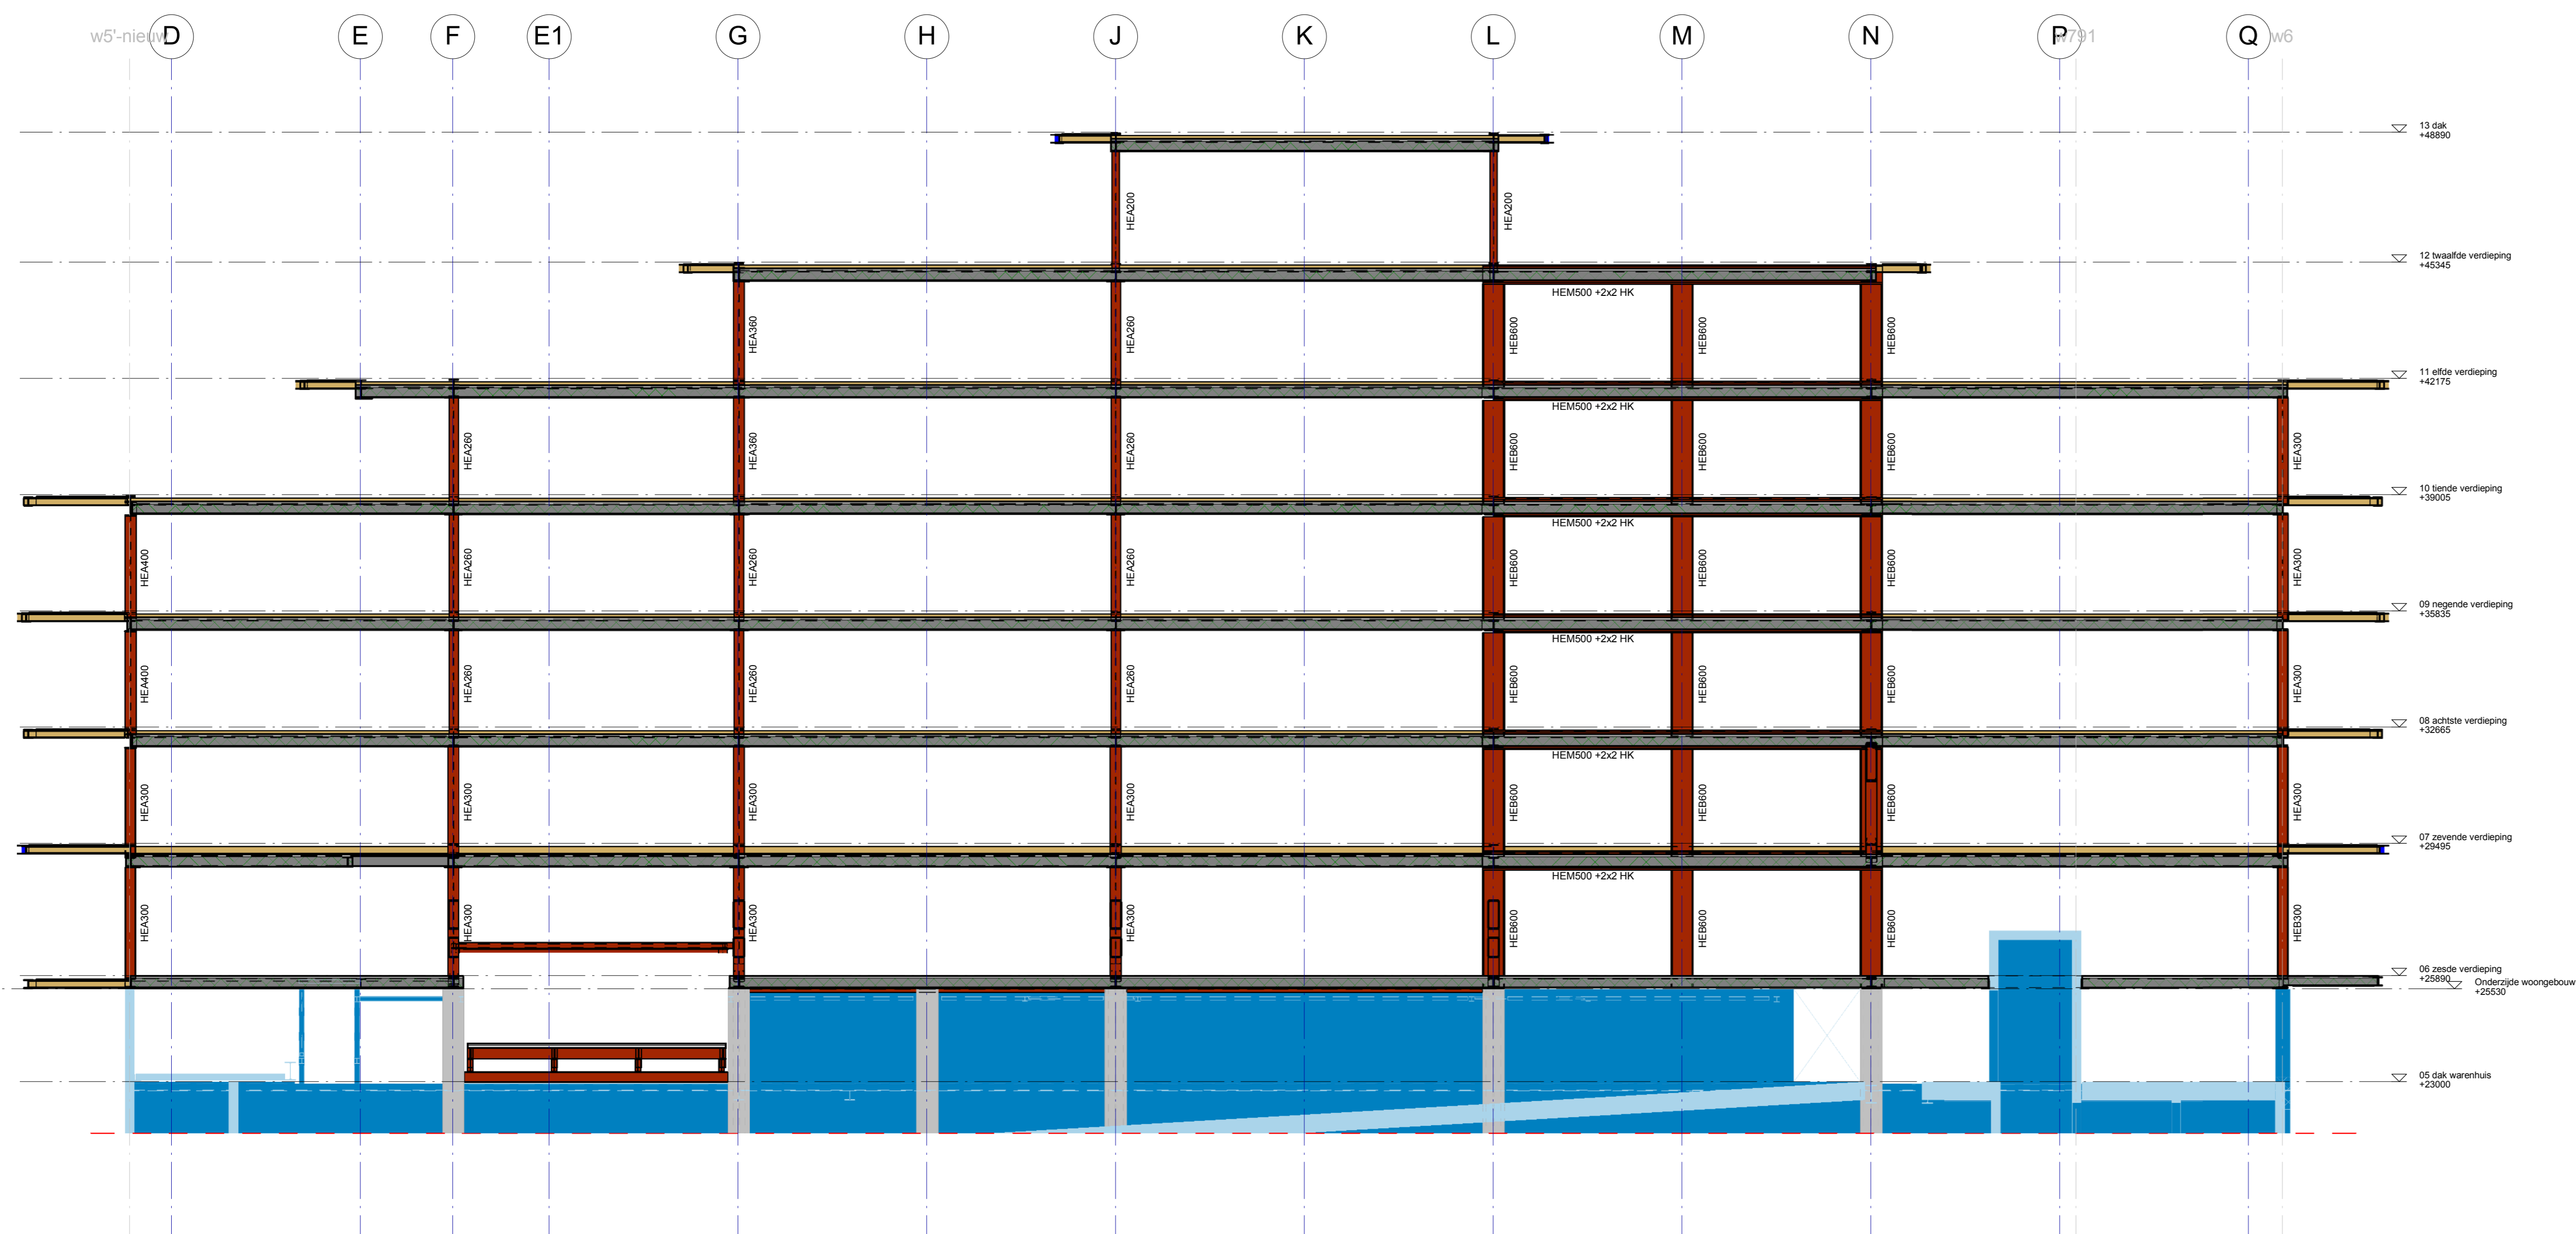 w5'-nieuw D E F E1 G H J K L M N P w791 Q w6
13 dak
+48890
HEA200 HEA200
12 twaalfde verdieping
+45345
HEM500 +2x2 HK
HEA360 HEA260 HEB600 HEB600 HEB600
11 elfde verdieping
+42175
HEM500 +2x2 HK
HEA260 HEA360 HEA260 HEB600 HEB600 HEB600 HEA300
10 tiende verdieping
+39005
HEM500 +2x2 HK
HEA400 HEA260 HEA260 HEA260 HEB600 HEB600 HEB600 HEA300
09 negende verdieping
+35835
HEM500 +2x2 HK
HEA400 HEA260 HEA260 HEA260 HEB600 HEB600 HEB600 HEA300
08 achtste verdieping
+32665
HEM500 +2x2 HK
HEA300 HEA300 HEA300 HEA300 HEB600 HEB600 HEB600 HEA300
07 zevende verdieping
+29495
HEM500 +2x2 HK
HEA300 HEA300 HEA300 HEA300 HEB600 HEB600 HEB600 HEB300
06 zesde verdieping
+25890
Onderzijde woongebouw
+25530
05 dak warenhuis
+23000